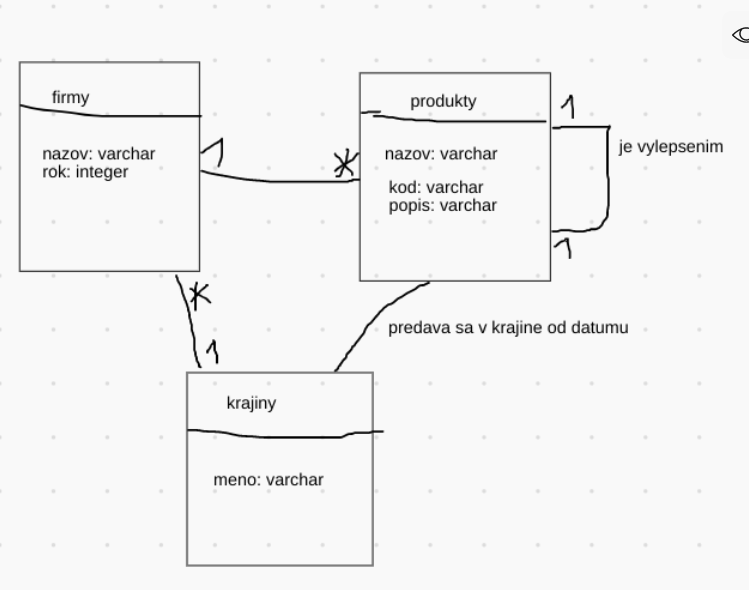 firmy
nazov: varchar
rok: integer
1
*
produkty
nazov: varchar
kod: varchar
popis: varchar
1
je vylepsenim
1
*
1
predava sa v krajine od datumu
krajiny
meno: varchar